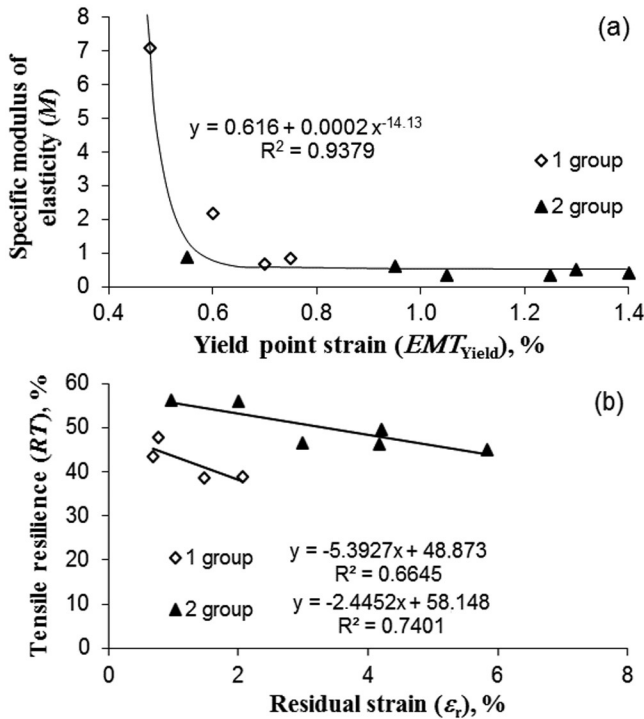 (a)
Specific modulus of
elasticity (M)
8
7
6
5
4
3
2
1
0
y = 0.616 + 0.0002 x^-14.13
R² = 0.9379
1 group
2 group
0.4 0.6 0.8 1.0 1.2 1.4
Yield point strain (EMT_Yield), %
(b)
Tensile resilience (RT), %
60
50
40
30
20
10
0
1 group
y = -5.3927x + 48.873
R² = 0.6645
2 group
y = -2.4452x + 58.148
R² = 0.7401
0 2 4 6 8
Residual strain (εr), %